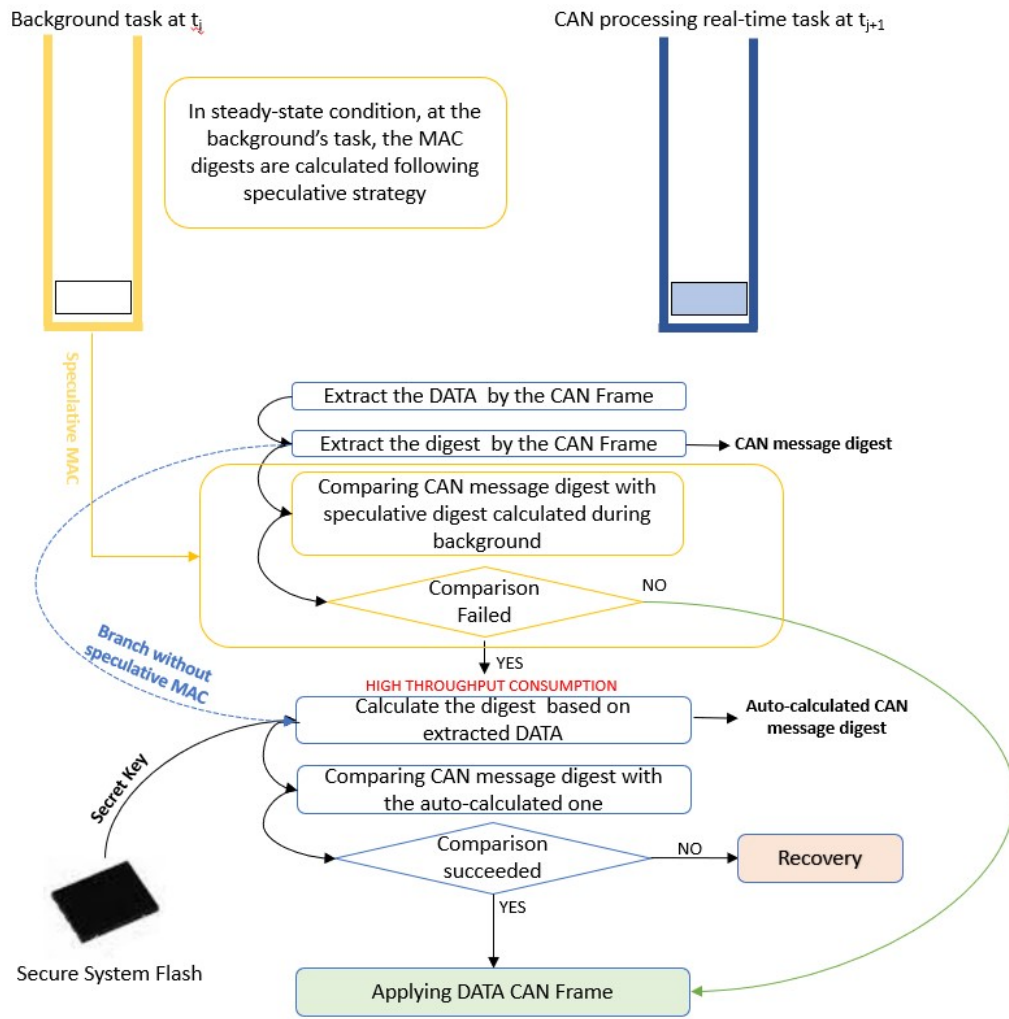 Background task at tj
CAN processing real-time task at tj+1
In steady-state condition, at the
background's task, the MAC
digests are calculated following
speculative strategy
Speculative MAC
Extract the DATA by the CAN Frame
Extract the digest by the CAN Frame
CAN message digest
Comparing CAN message digest with
speculative digest calculated during
background
Comparison
Failed
NO
YES
Branch without
speculative MAC
HIGH THROUGHPUT CONSUMPTION
Calculate the digest based on
extracted DATA
Auto-calculated CAN
message digest
Secret Key
Comparing CAN message digest with
the auto-calculated one
Comparison
succeeded
NO
Recovery
YES
Secure System Flash
Applying DATA CAN Frame